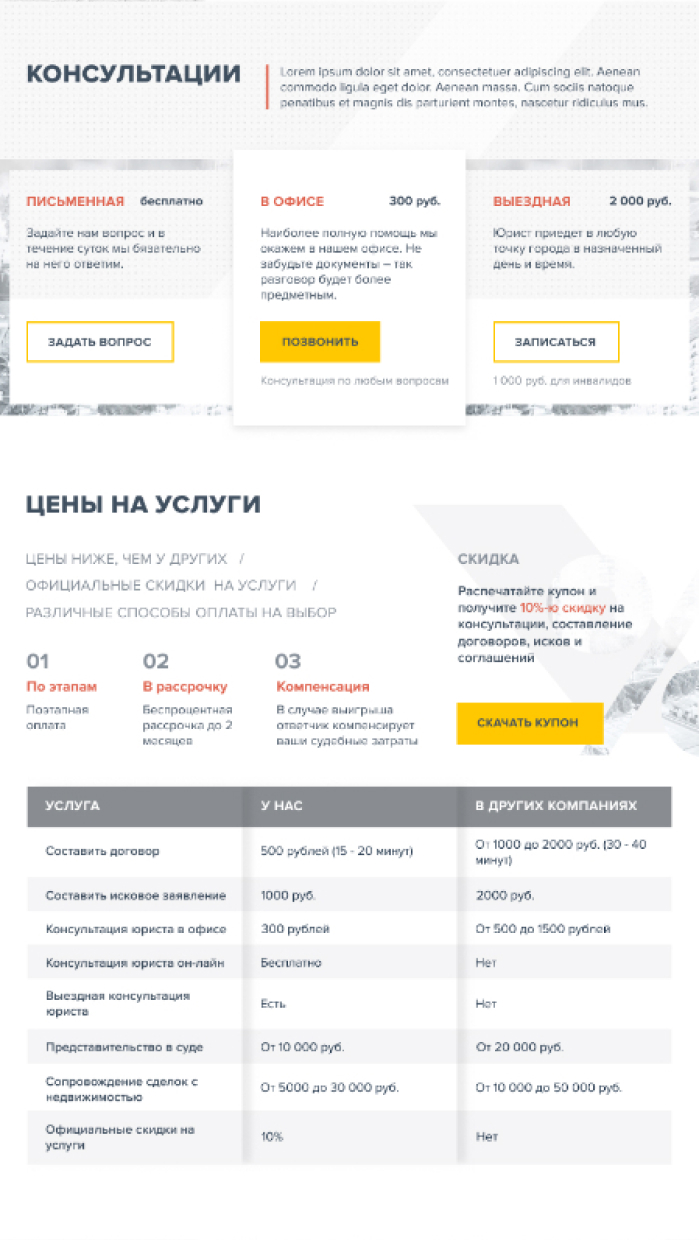 КОНСУЛЬТАЦИИ
Lorem ipsum dolor sit amet, consectetuer adipiscing elit. Aenean
commodo ligula eget dolor. Aenean massa. Cum sociis natoque
penatibus et magnis dis parturient montes, nascetur ridiculus mus.
ПИСЬМЕННАЯ бесплатно
Задайте нам вопрос и в
течение суток мы бязательно
на него ответим.
ЗАДАТЬ ВОПРОС
В ОФИСЕ 300 руб.
Наиболее полную помощь мы
окажем в нашем офисе. Не
забудьте документы – так
разговор будет более
предметным.
ПОЗВОНИТЬ
Консультация по любым вопросам
ВЫЕЗДНАЯ 2 000 руб.
Юрист приедет в любую
точку города в назначенный
день и время.
ЗАПИСАТЬСЯ
1 000 руб. для инвалидов
ЦЕНЫ НА УСЛУГИ
ЦЕНЫ НИЖЕ, ЧЕМ У ДРУГИХ /
ОФИЦИАЛЬНЫЕ СКИДКИ НА УСЛУГИ /
РАЗЛИЧНЫЕ СПОСОБЫ ОПЛАТЫ НА ВЫБОР
01
По этапам
Поэтапная
оплата
02
В рассрочку
Беспроцентная
рассрочка до 2
месяцев
03
Компенсация
В случае выигрыша
ответчик компенсирует
ваши судебные затраты
СКИДКА
Распечатайте купон и
получите 10%-ю скидку на
консультации, составление
договоров, исков и
соглашений
СКАЧАТЬ КУПОН
УСЛУГА У НАС В ДРУГИХ КОМПАНИЯХ
Составить договор 500 рублей (15 - 20 минут) От 1000 до 2000 руб. (30 - 40
минут)
Составить исковое заявление 1000 руб. 2000 руб.
Консультация юриста в офисе 300 рублей От 500 до 1500 рублей
Консультация юриста он-лайн Бесплатно Нет
Выездная консультация
юриста Есть Нет
Представительство в суде От 10 000 руб. От 20 000 руб.
Сопровождение сделок с
недвижимостью От 5000 до 30 000 руб. От 10 000 до 50 000 руб.
Официальные скидки на
услуги 10% Нет